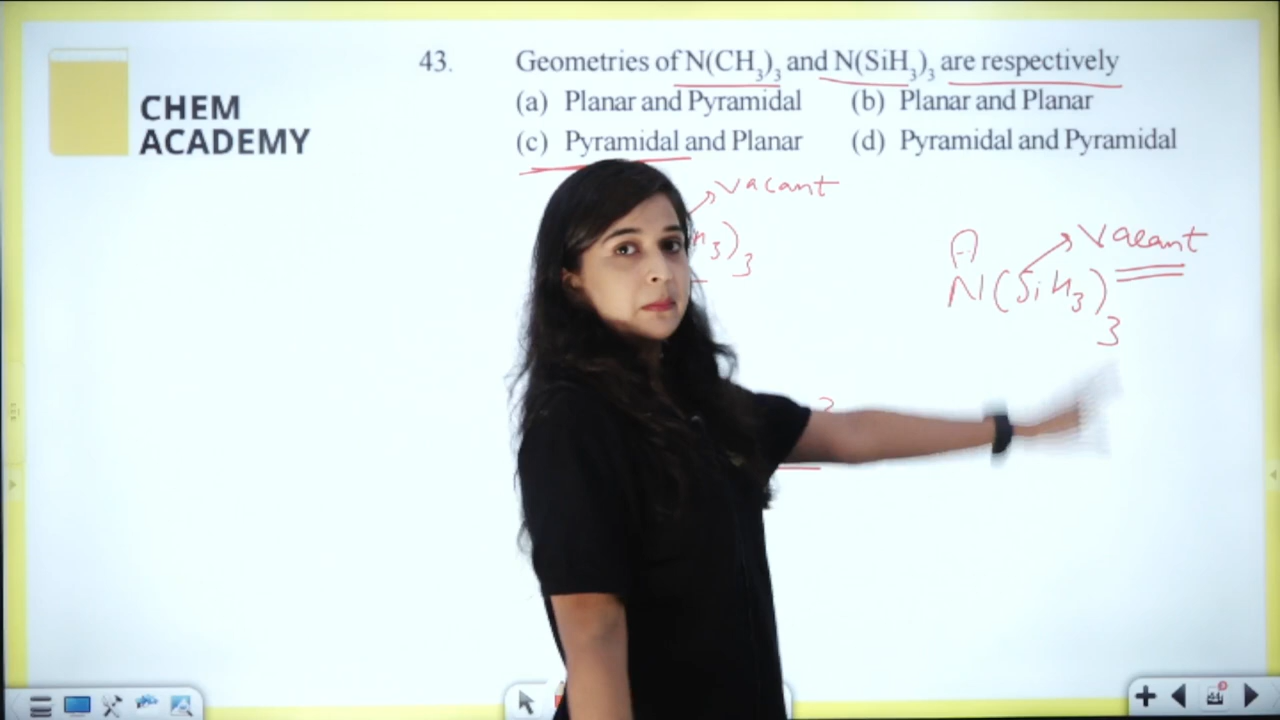 CHEM
ACADEMY
43. Geometries of N(CH₃)₃ and N(SiH₃)₃ are respectively
(a) Planar and Pyramidal (b) Planar and Planar
(c) Pyramidal and Planar (d) Pyramidal and Pyramidal
Vacant
)₃
Vacant
N(SiH₃)₃